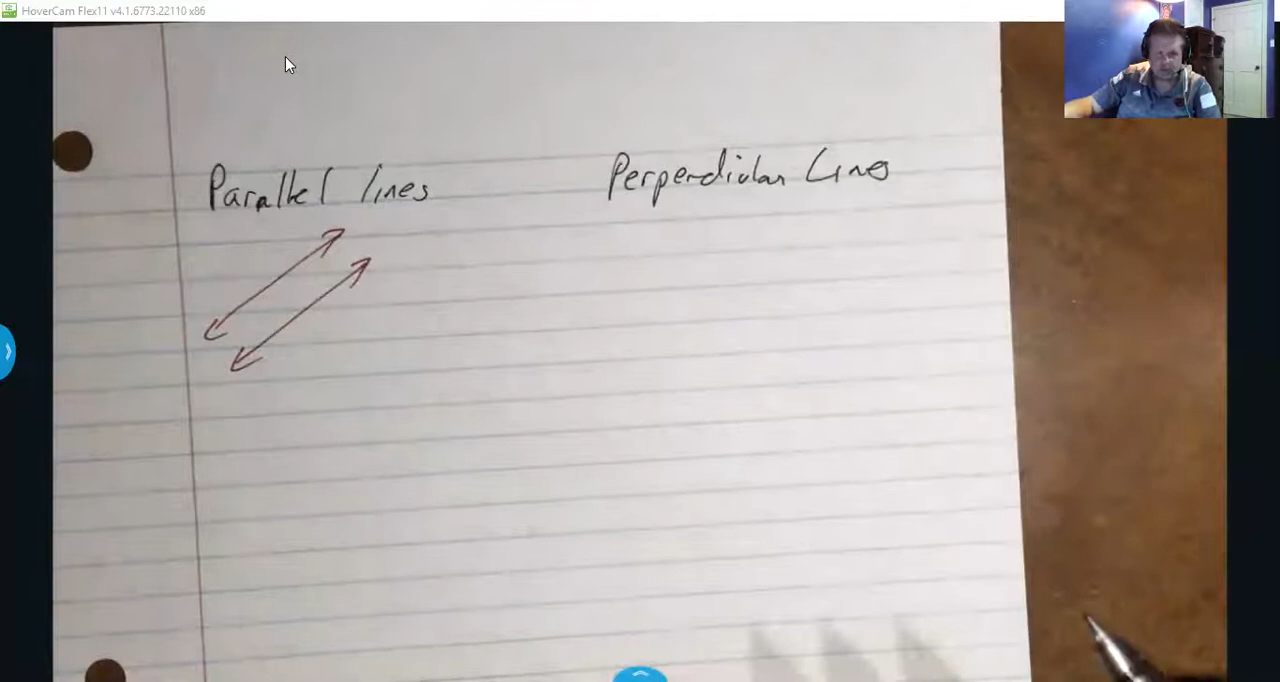 HoverCam Flex11 v4.1.6773.22110 x86
Parallel lines
Perpendicular Lines